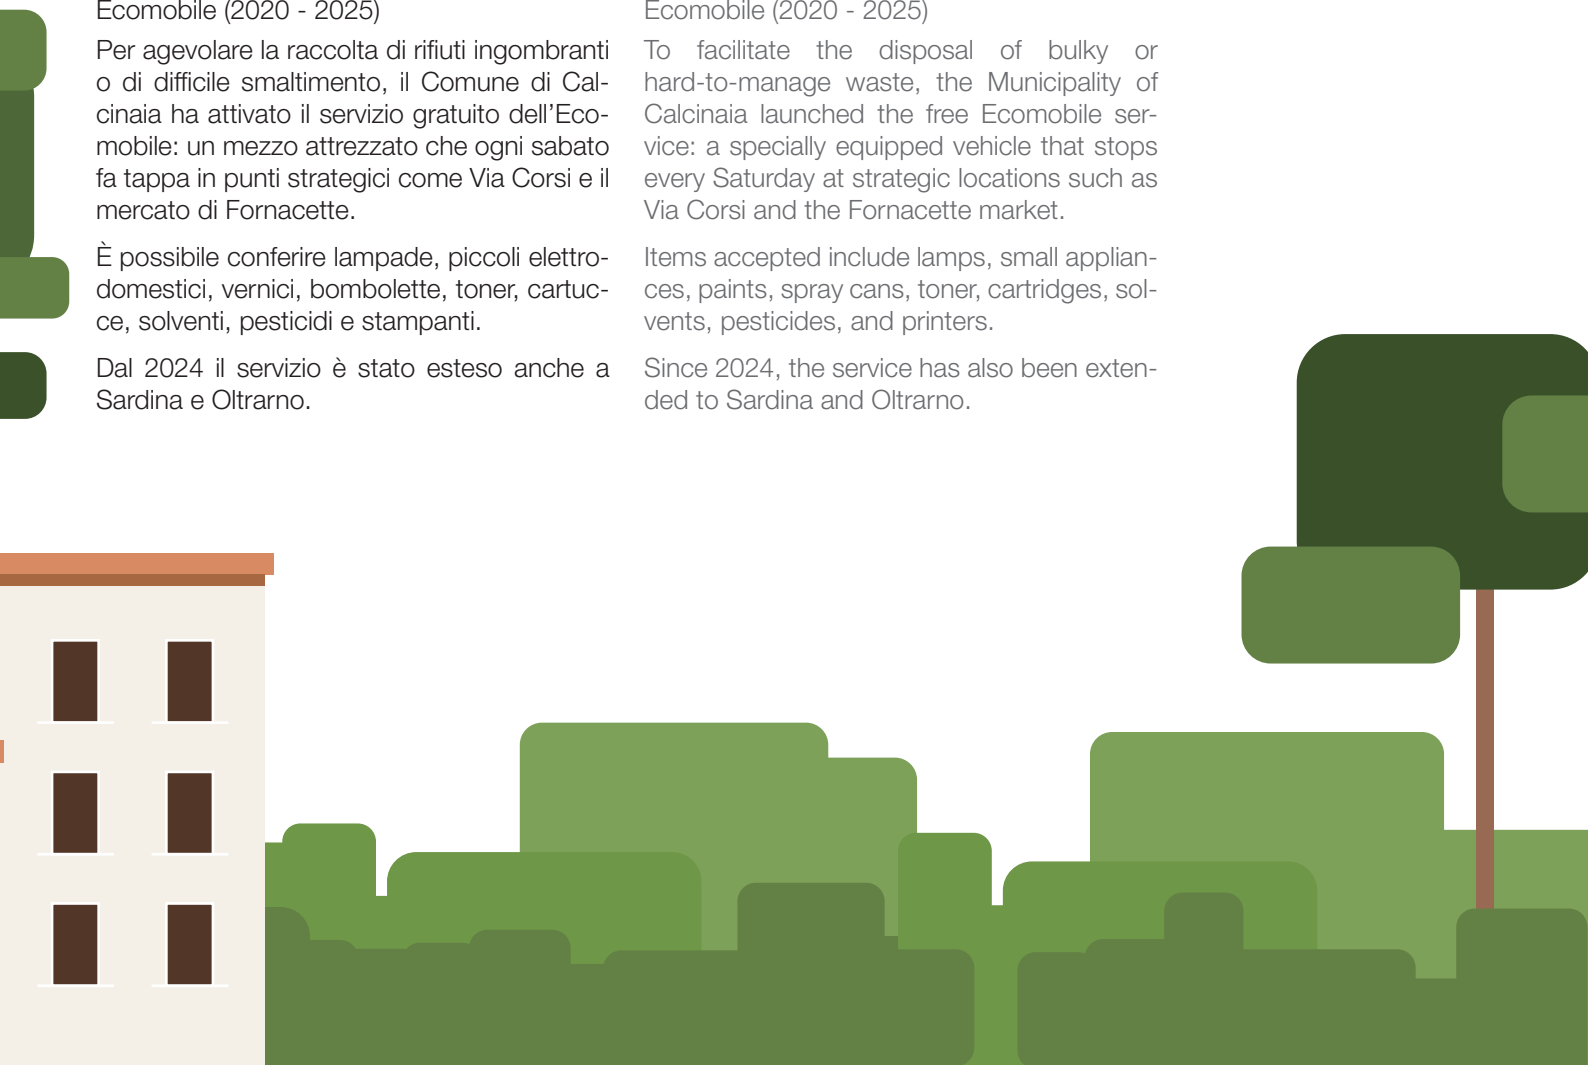 Ecomobile (2020 - 2025)
Per agevolare la raccolta di rifiuti ingombranti
o di difficile smaltimento, il Comune di Cal-
cinaia ha attivato il servizio gratuito dell’Eco-
mobile: un mezzo attrezzato che ogni sabato
fa tappa in punti strategici come Via Corsi e il
mercato di Fornacette.
È possibile conferire lampade, piccoli elettro-
domestici, vernici, bombolette, toner, cartuc-
ce, solventi, pesticidi e stampanti.
Dal 2024 il servizio è stato esteso anche a
Sardina e Oltrarno.
Ecomobile (2020 - 2025)
To facilitate the disposal of bulky or
hard-to-manage waste, the Municipality of
Calcinaia launched the free Ecomobile ser-
vice: a specially equipped vehicle that stops
every Saturday at strategic locations such as
Via Corsi and the Fornacette market.
Items accepted include lamps, small applian-
ces, paints, spray cans, toner, cartridges, sol-
vents, pesticides, and printers.
Since 2024, the service has also been exten-
ded to Sardina and Oltrarno.